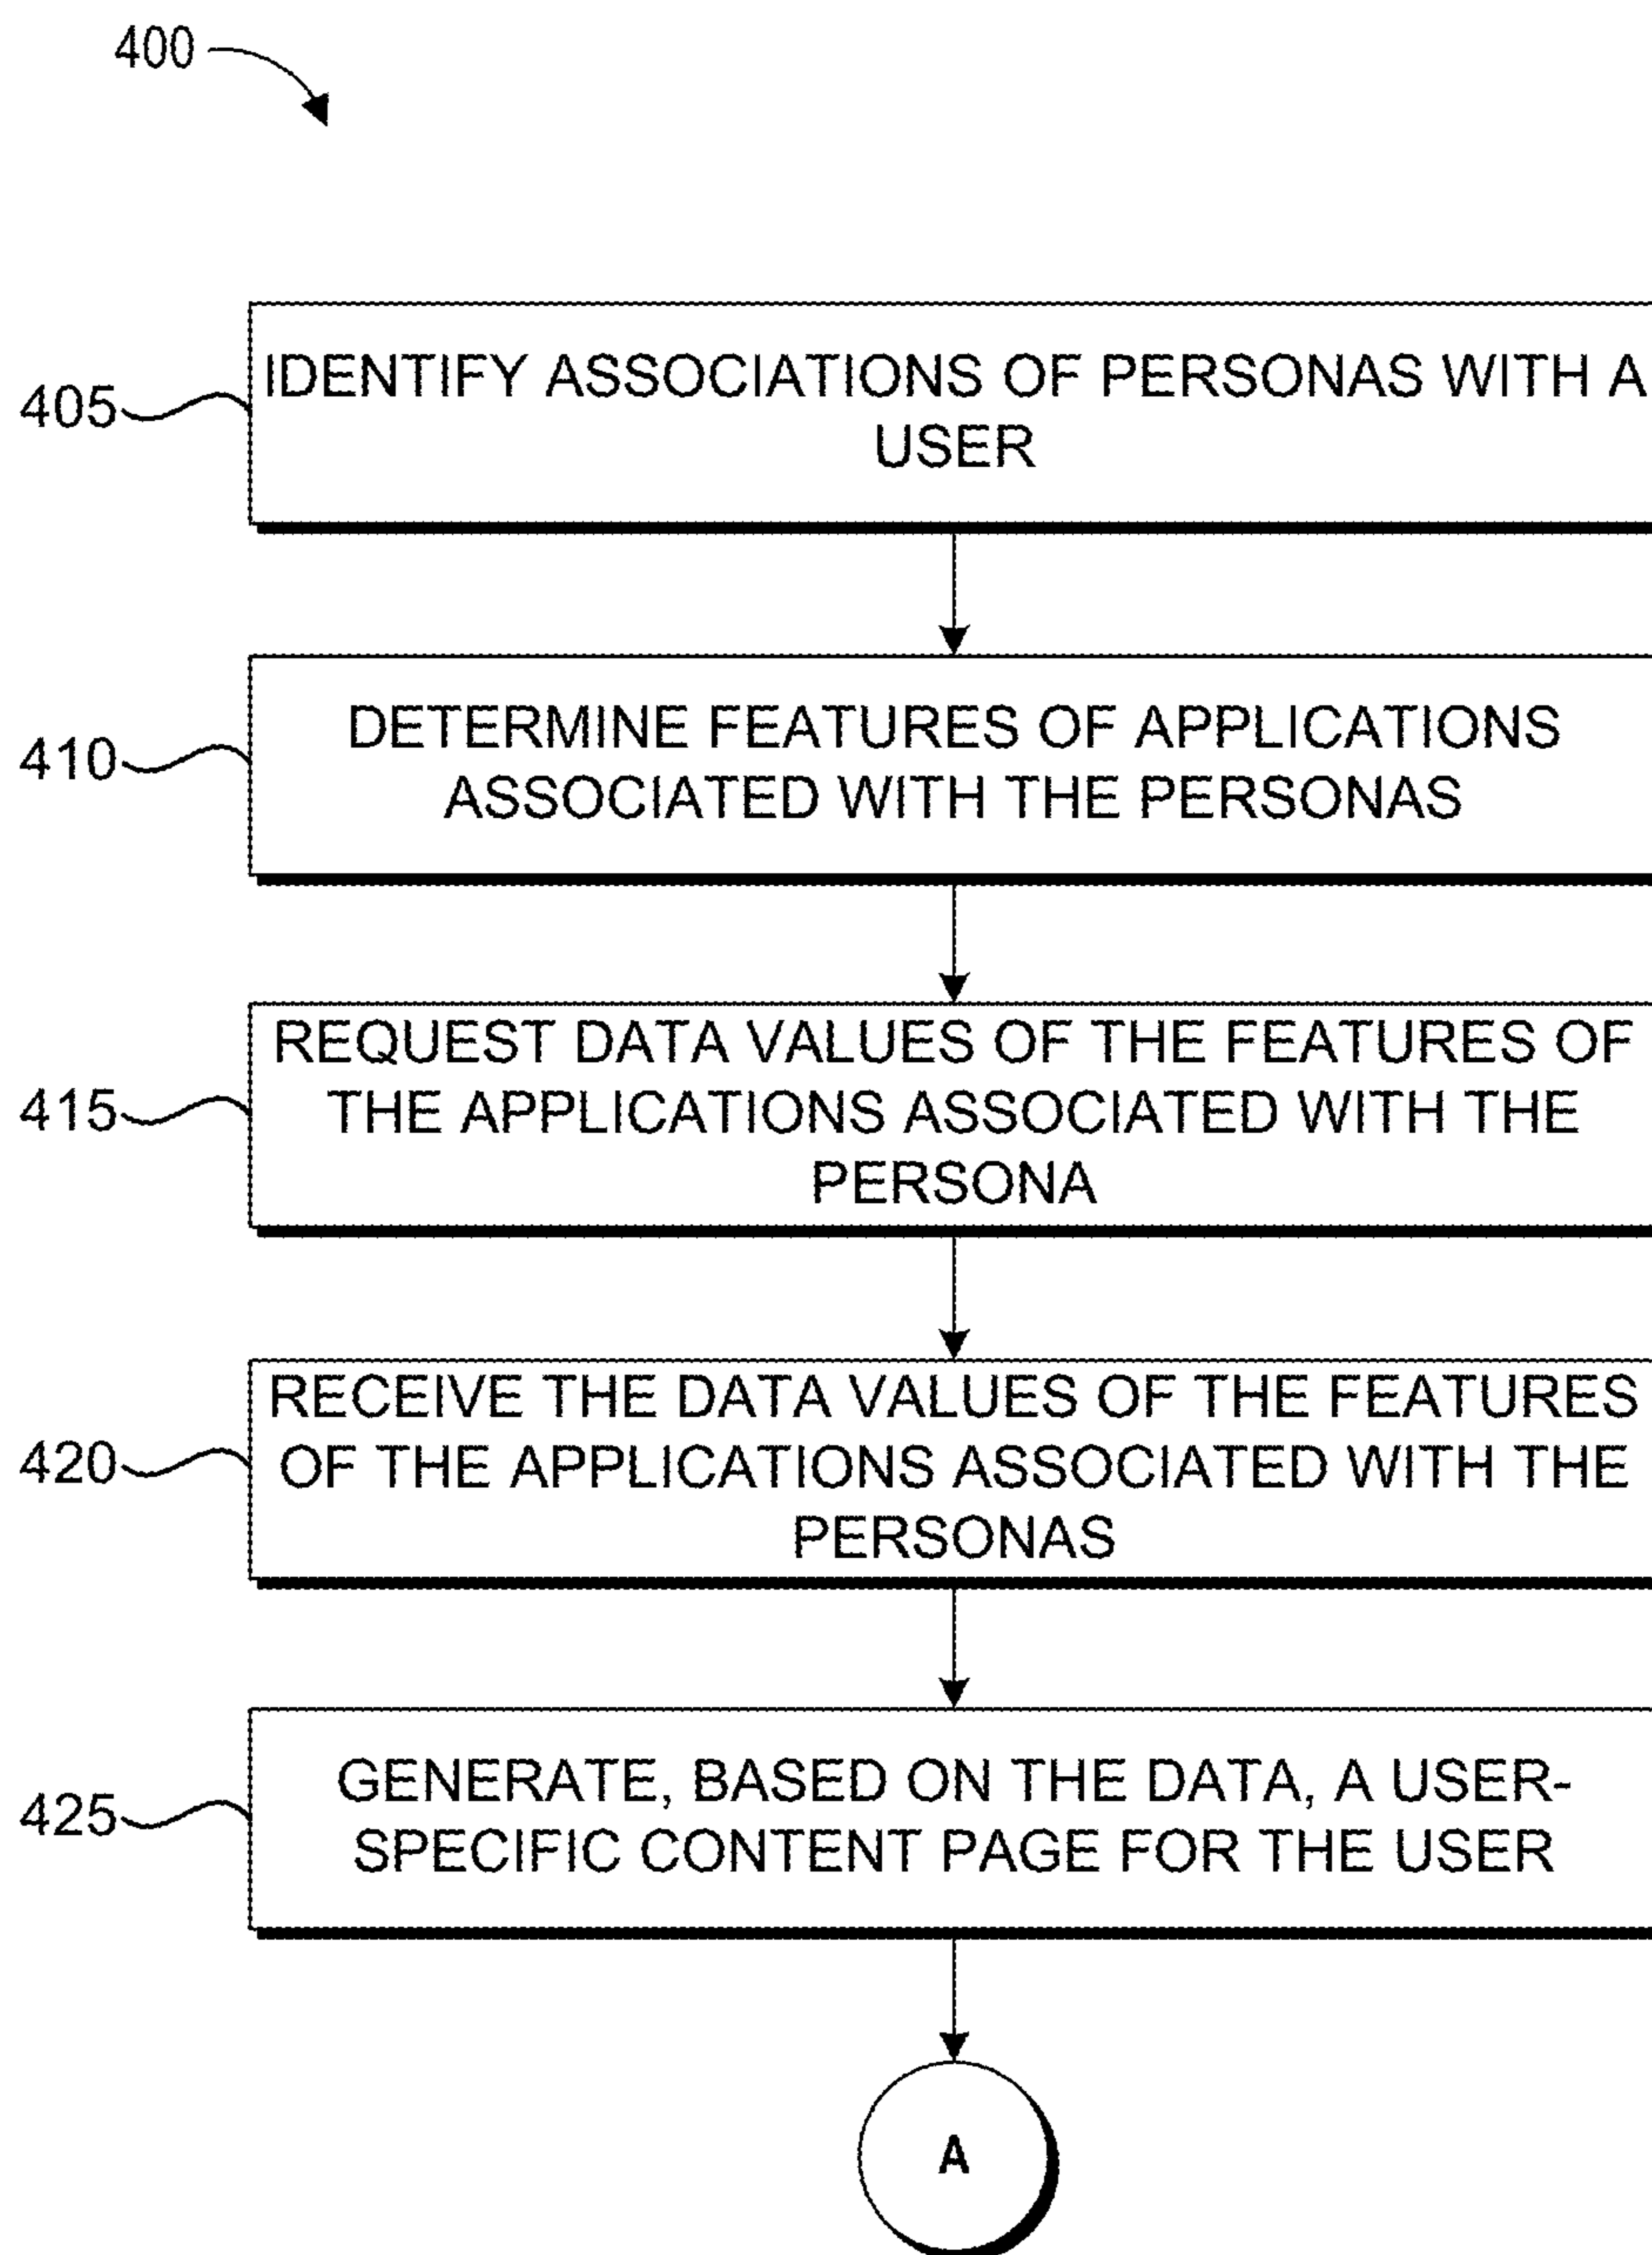 400
405
IDENTIFY ASSOCIATIONS OF PERSONAS WITH A
USER
410
DETERMINE FEATURES OF APPLICATIONS
ASSOCIATED WITH THE PERSONAS
415
REQUEST DATA VALUES OF THE FEATURES OF
THE APPLICATIONS ASSOCIATED WITH THE
PERSONA
420
RECEIVE THE DATA VALUES OF THE FEATURES
OF THE APPLICATIONS ASSOCIATED WITH THE
PERSONAS
425
GENERATE, BASED ON THE DATA, A USER-
SPECIFIC CONTENT PAGE FOR THE USER
A